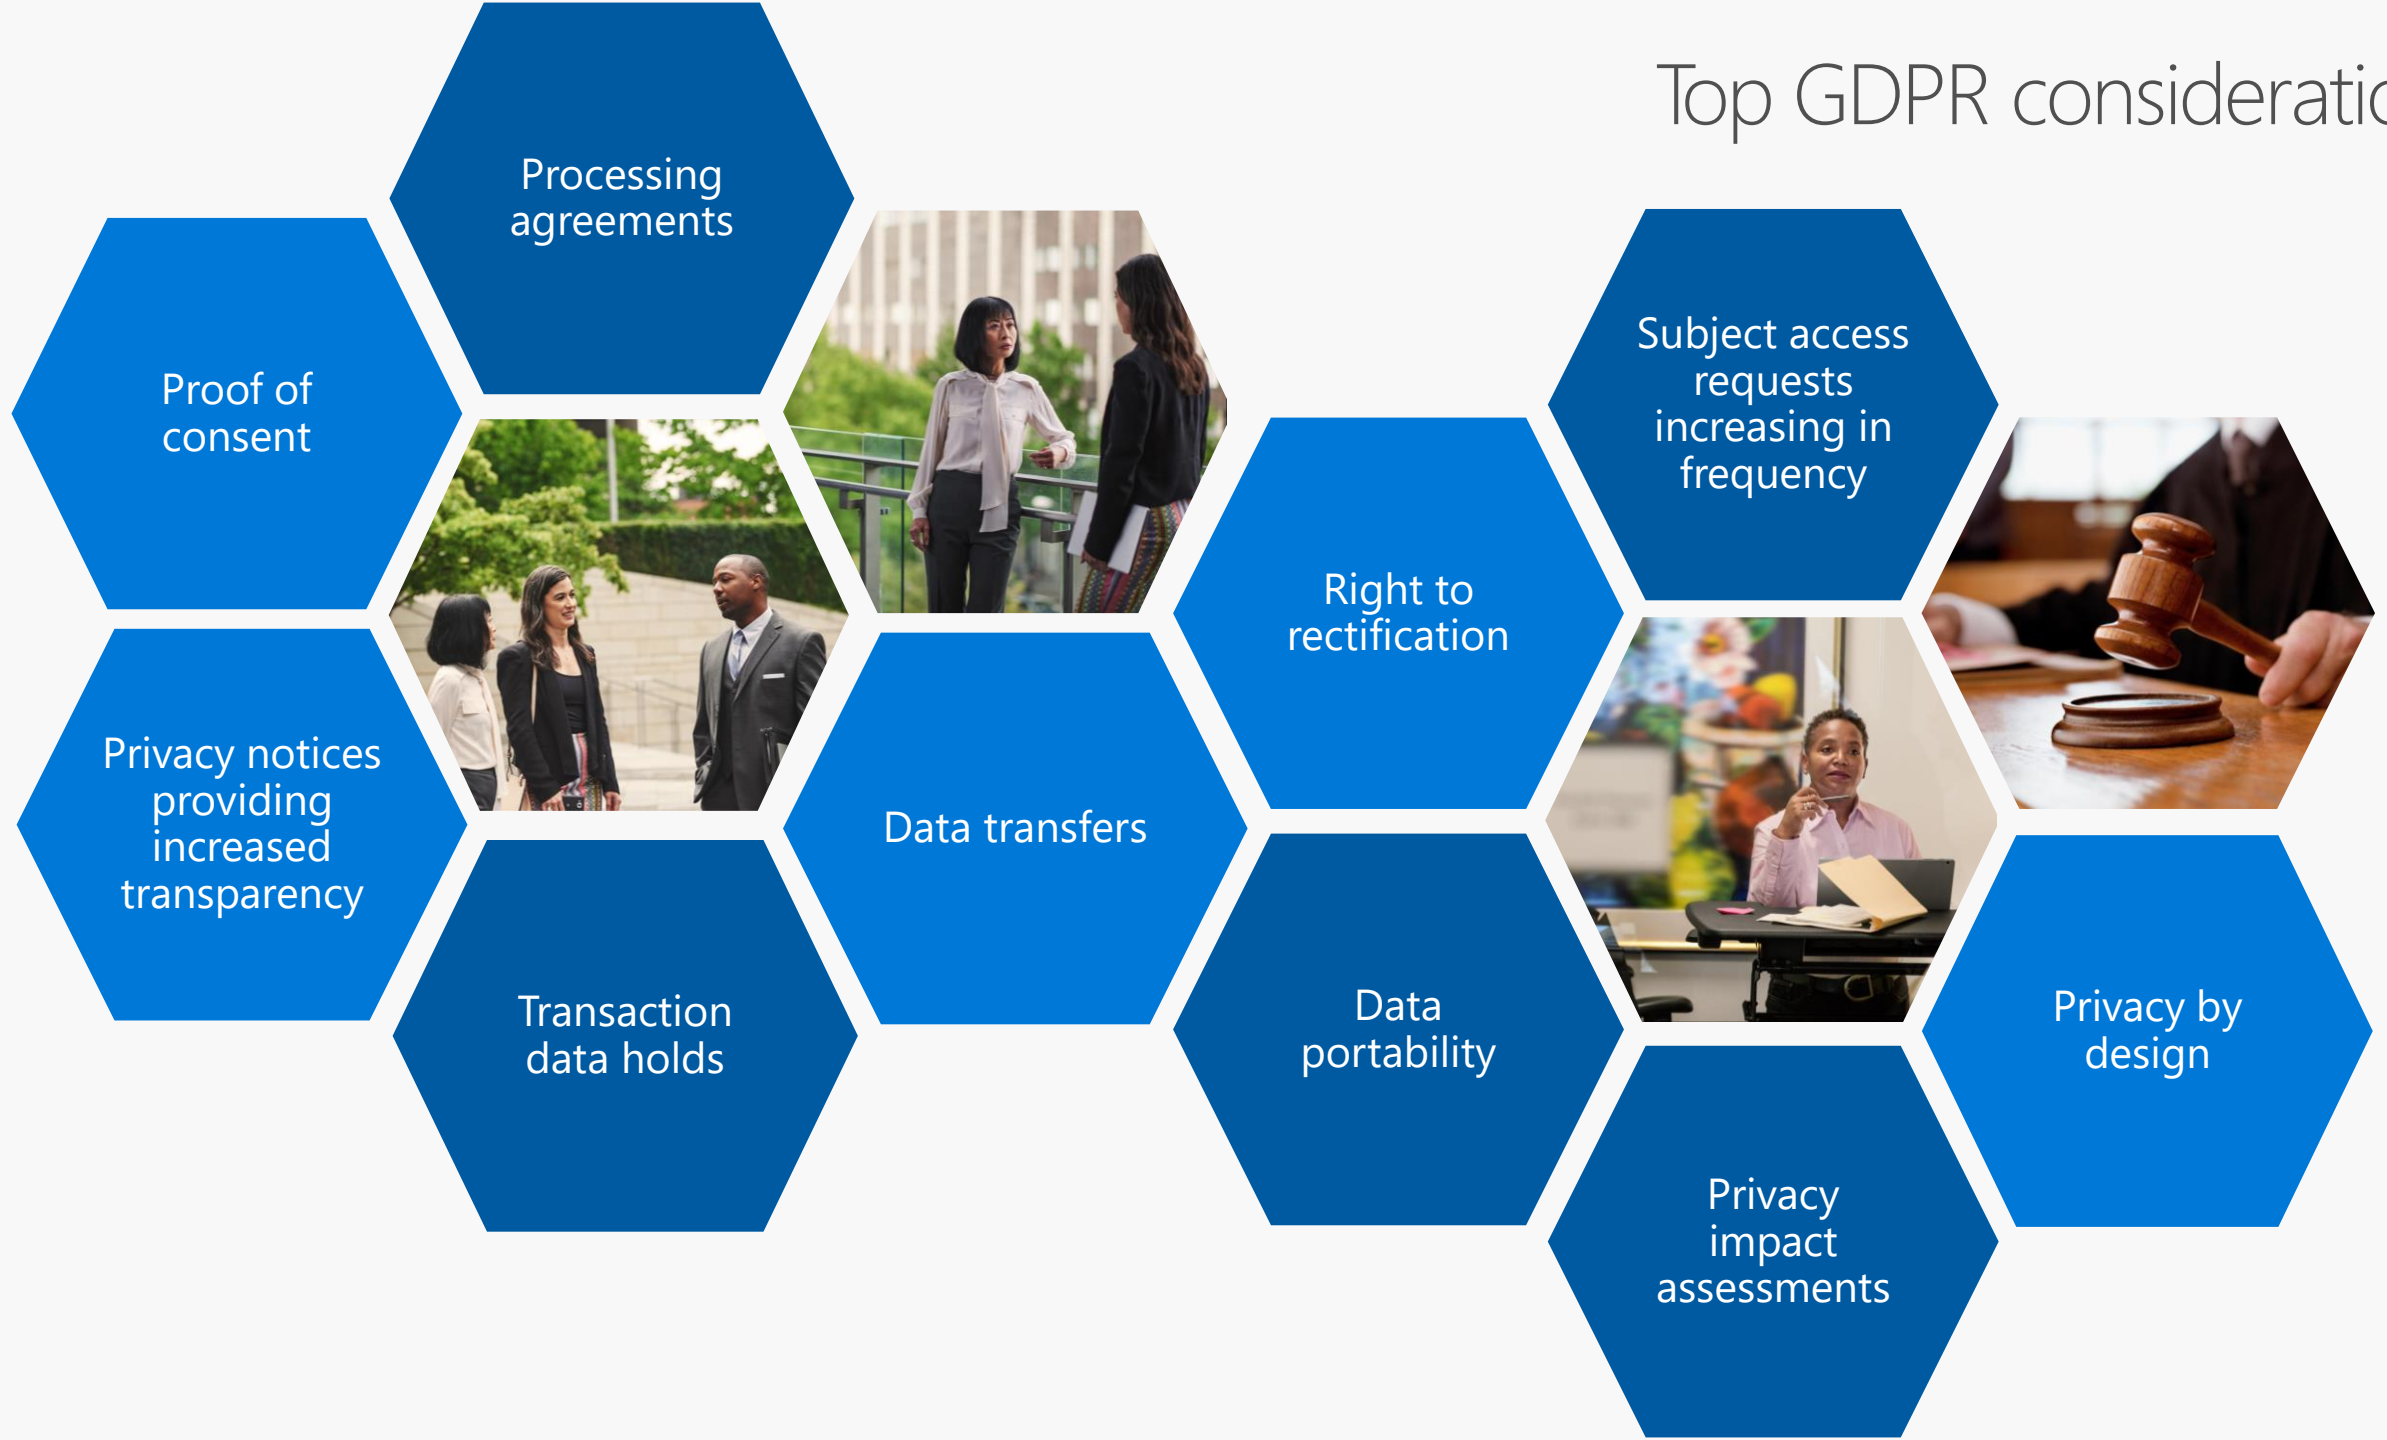 Top GDPR
Processing
agreements
Proof of
consent
Subject access
requests
increasing in
frequency
Right to
rectification
Privacy notices
providing
increased
transparency
Data transfers
Transaction
data holds
Data
portability
Privacy by
design
Privacy
impact
assessments